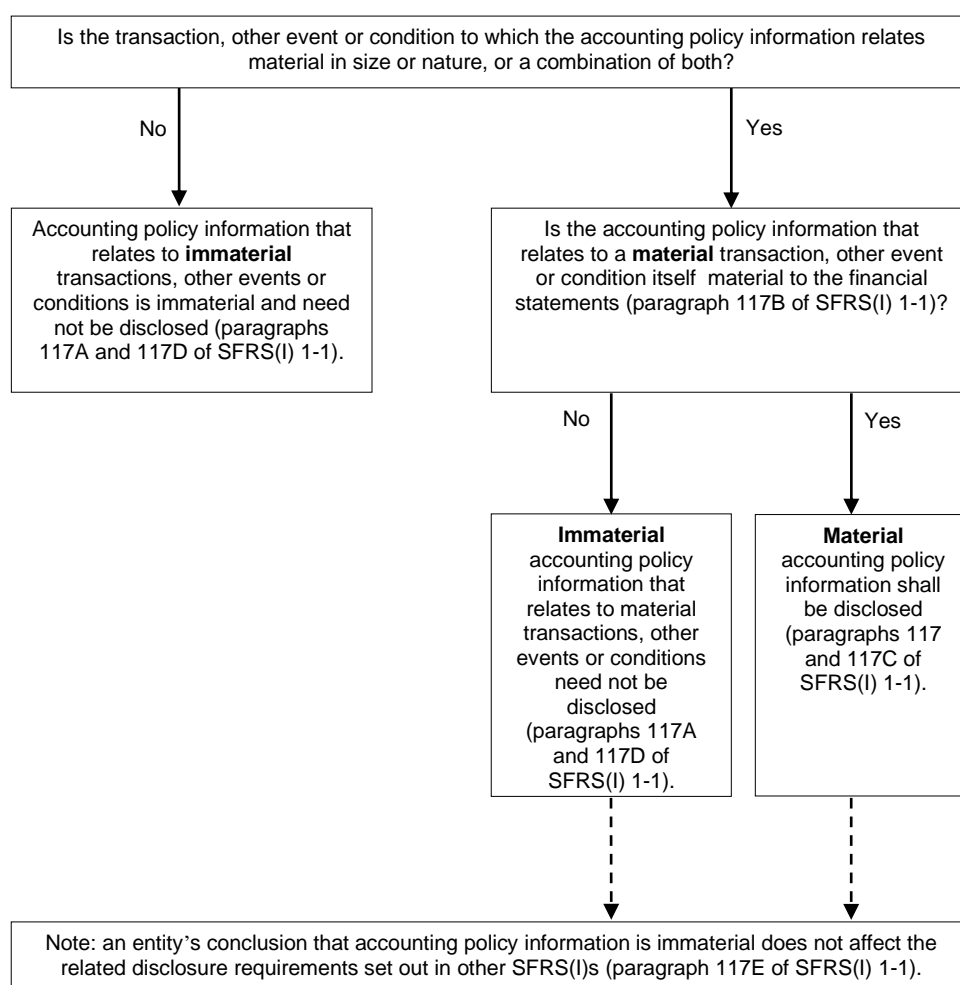 Is the transaction, other event or condition to which the accounting policy information relates
material in size or nature, or a combination of both?
No
Yes
Accounting policy information that
relates to immaterial
transactions, other events or
conditions is immaterial and need
not be disclosed (paragraphs
117A and 117D of SFRS(I) 1-1).
Is the accounting policy information that
relates to a material transaction, other event
or condition itself material to the financial
statements (paragraph 117B of SFRS(I) 1-1)?
No
Yes
Immaterial
accounting policy
information that
relates to material
transactions, other
events or conditions
need not be
disclosed
(paragraphs 117A
and 117D of
SFRS(I) 1-1).
Material
accounting policy
information shall
be disclosed
(paragraphs 117
and 117C of
SFRS(I) 1-1).
Note: an entity’s conclusion that accounting policy information is immaterial does not affect the
related disclosure requirements set out in other SFRS(I)s (paragraph 117E of SFRS(I) 1-1).